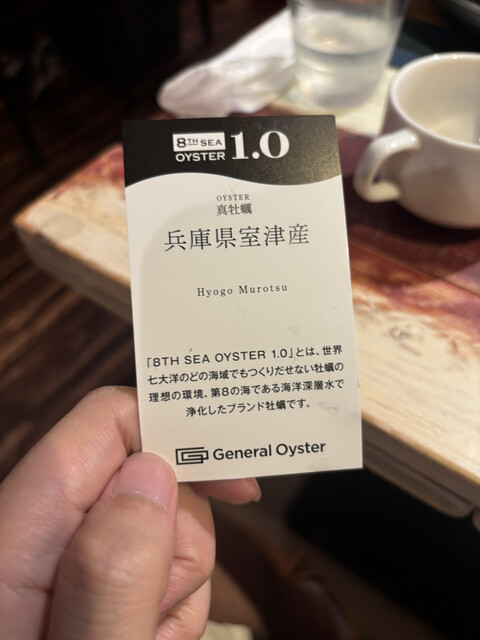 8TH SEA
OYSTER 1.0
OYSTER
真牡蠣
兵庫県室津産
Hyogo Murotsu
「8TH SEA OYSTER 1.0」とは、世界
七大洋のどの海域でもつくりだせない牡蠣の
理想の環境、第8の海である海洋深層水で
浄化したブランド牡蠣です。
General Oyster